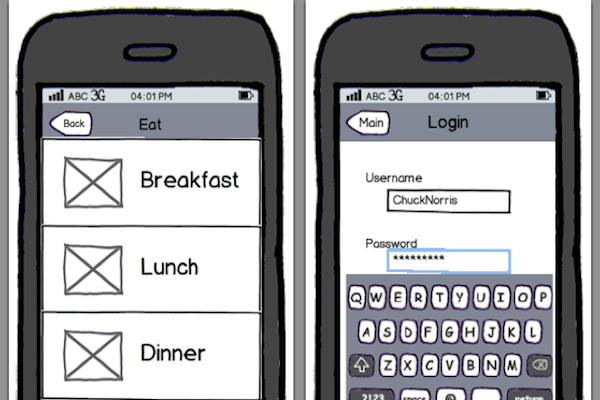 ABC 3G 04:01 PM
Back Eat
Breakfast
Lunch
Dinner
ABC 3G 04:01 PM
Main Login
Username
ChuckNorris
Password
*********
Q W E R T Y U I O P
A S D F G H J K L
Z X C V B N M
.?123 space @ . return